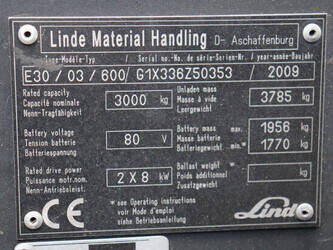 Linde Material Handling D- Aschaffenburg
Type-Modèle-Typ / Serial no.-No. de série-Serien-Nr. / year-année-Baujahr
E30 / 03 / 600/ G1X336Z50353 / 2009
Rated capacity
Capacité nominale 3000 kg
Nenn-Tragfähigkeit
Unladen mass
Masse à vide 3785 kg
Leergewicht
Battery voltage
Tension batterie 80 V
Batteriespannung
Battery mass max.* 1956 kg
Masse batterie
Batteriegewicht min.* 1770 kg
Rated drive power
Puissance motr.nom. 2 X 8 kW
Nenn-Antriebsleist.
Ballast weight *
Poids additionnel kg
Zusatzgewicht
* see Operating instructions
voir Mode d'emploi
siehe Betriebsanleitung
CE
Linde